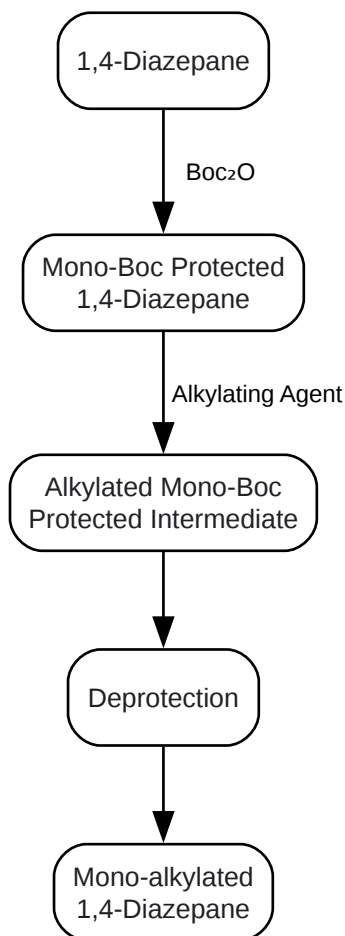 1,4-Diazepane
Boc₂O
Mono-Boc Protected
1,4-Diazepane
Alkylating Agent
Alkylated Mono-Boc
Protected Intermediate
Deprotection
Mono-alkylated
1,4-Diazepane